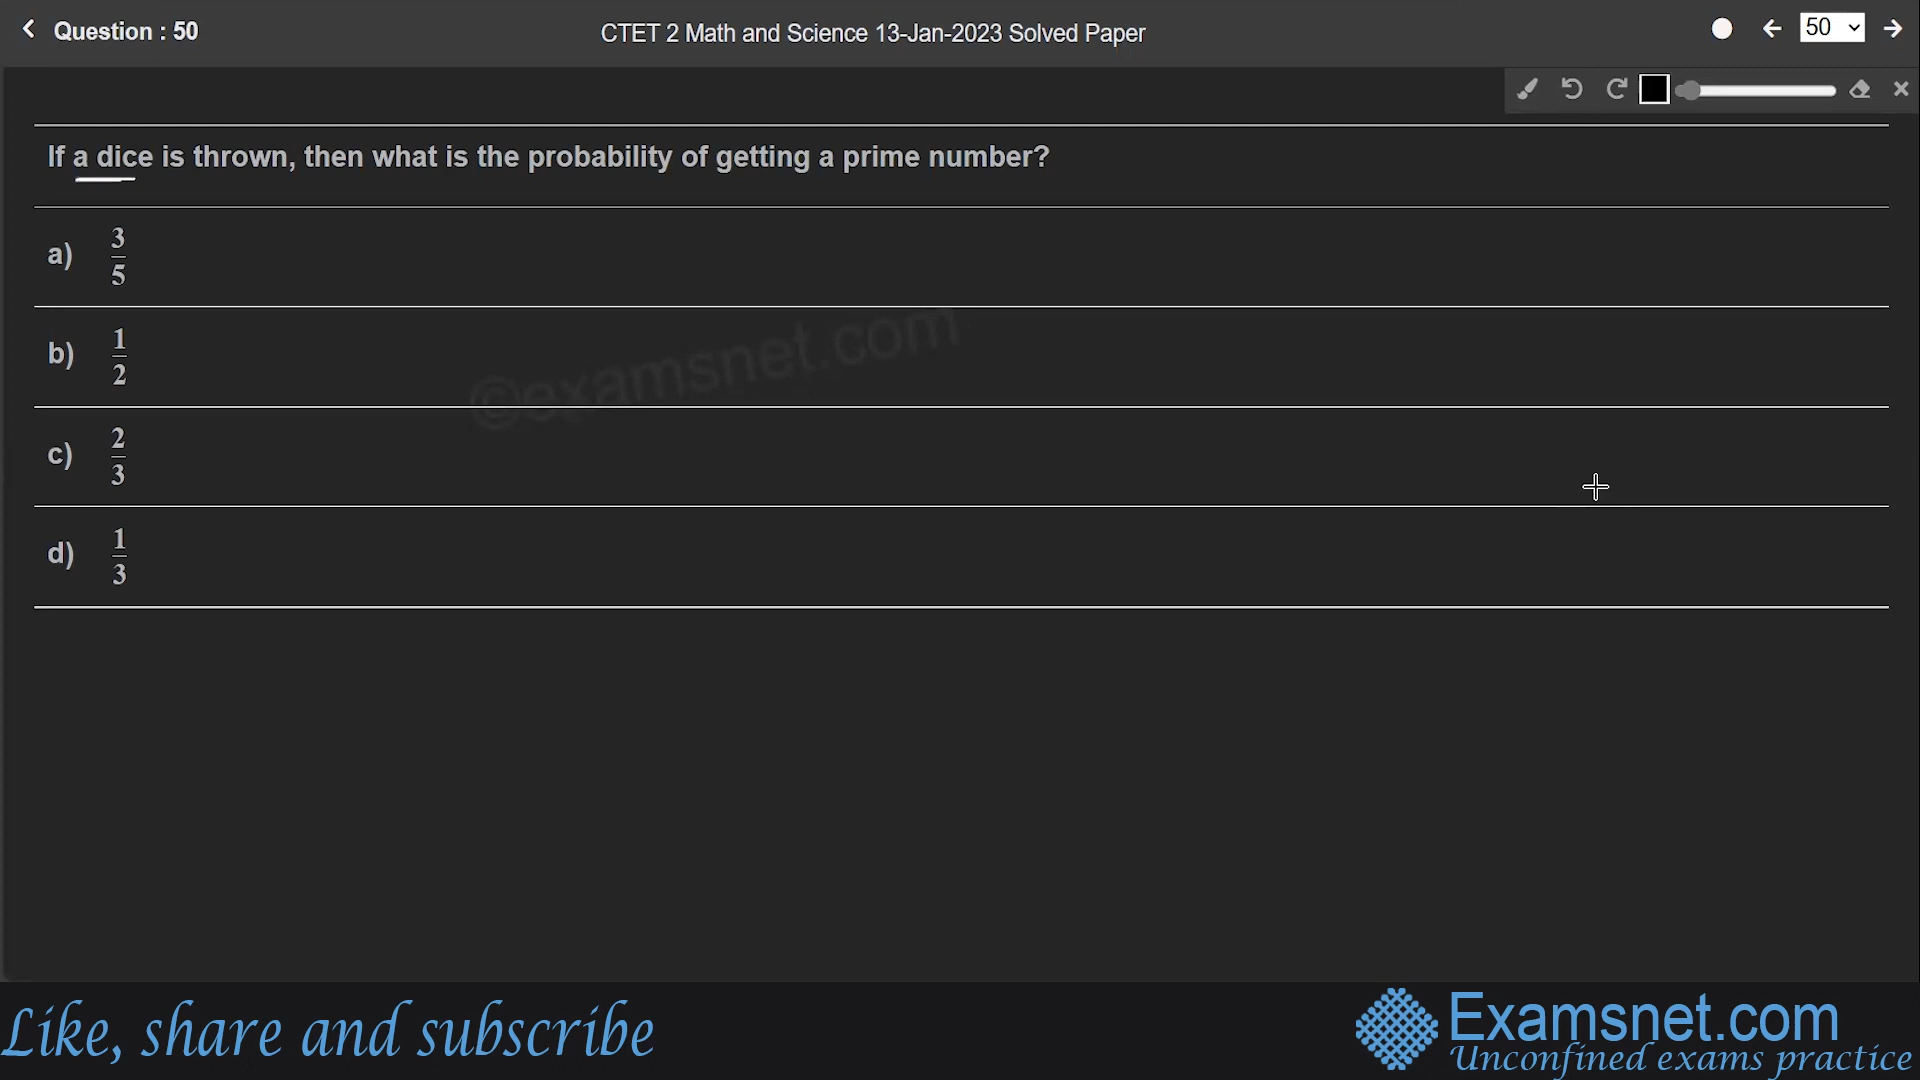 Question : 50
CTET 2 Math and Science 13-Jan-2023 Solved Paper
50
If a dice is thrown, then what is the probability of getting a prime number?
a) 3/5
b) 1/2
c) 2/3
d) 1/3
©examsnet.com
Like, share and subscribe
Examsnet.com
Unconfined exams practice